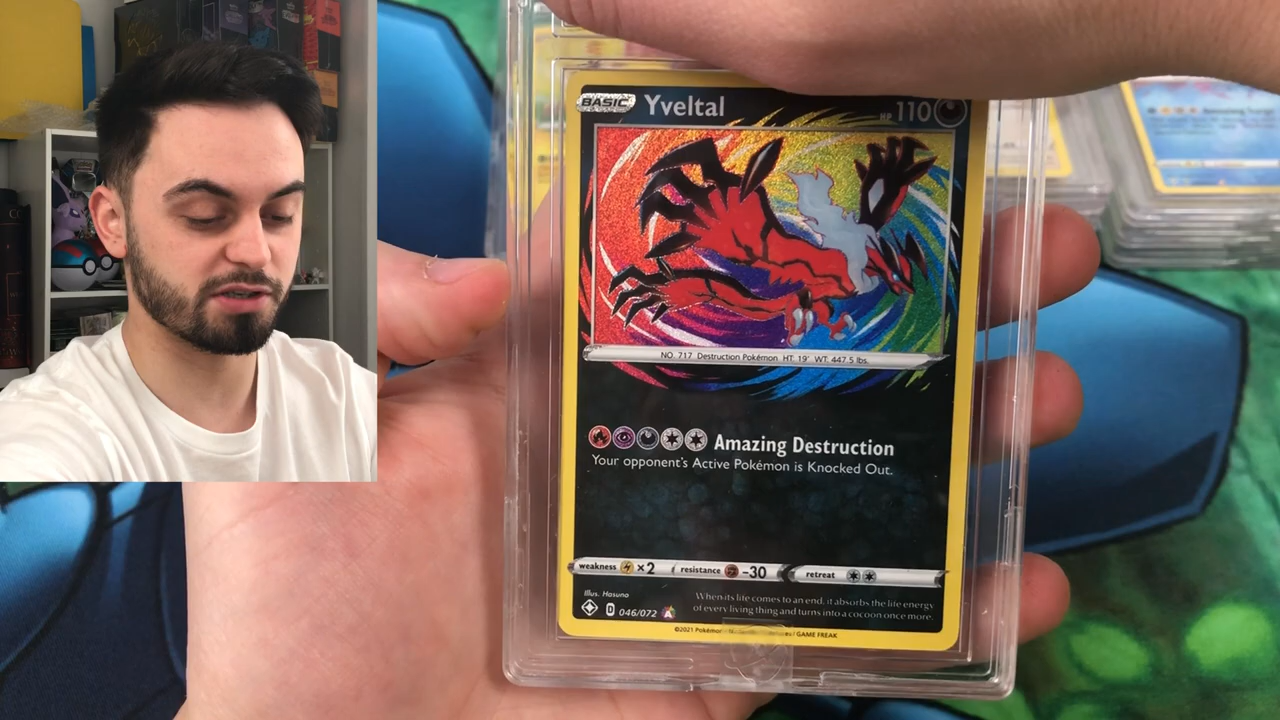 BASIC
Yveltal
HP 110
NO. 717 Destruction Pokémon HT: 19' WT: 447.5 lbs.
Amazing Destruction
Your opponent's Active Pokémon is Knocked Out.
weakness ×2 resistance -30 retreat
Illus. Hasuno
D 046/072 A
When its life comes to an end, it absorbs the life energy
of every living thing and turns into a cocoon once more.
©2021 Pokémon / GAME FREAK